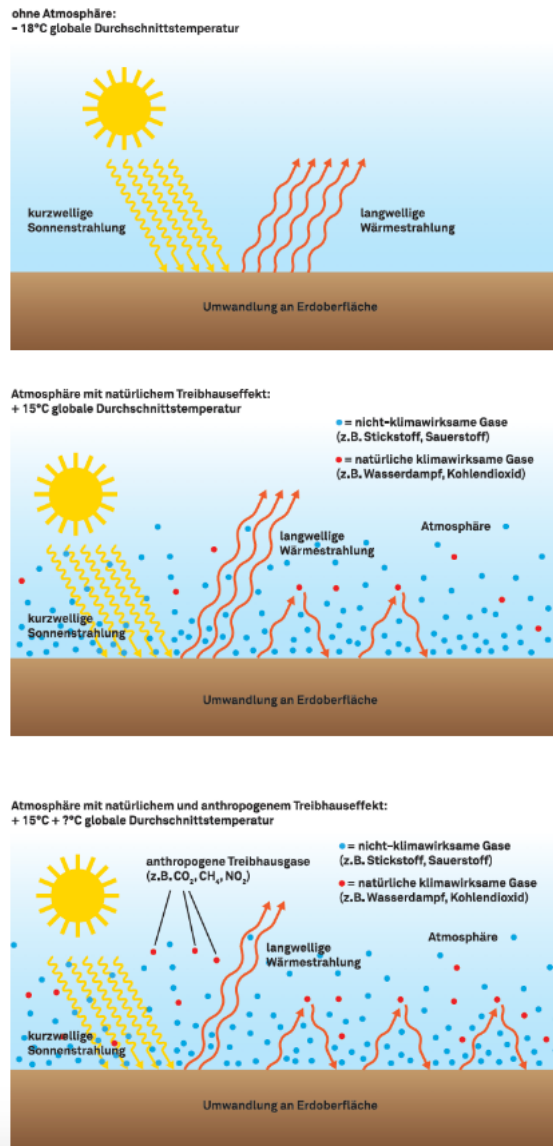 ohne Atmosphäre:
- 18°C globale Durchschnittstemperatur
kurzwellige
Sonnenstrahlung
langwellige
Wärmestrahlung
Umwandlung an Erdoberfläche
Atmosphäre mit natürlichem Treibhauseffekt:
+ 15°C globale Durchschnittstemperatur
= nicht-klimawirksame Gase
(z.B. Stickstoff, Sauerstoff)
= natürliche klimawirksame Gase
(z.B. Wasserdampf, Kohlendioxid)
Atmosphäre
langwellige
Wärmestrahlung
kurzwellige
Sonnenstrahlung
Umwandlung an Erdoberfläche
Atmosphäre mit natürlichem und anthropogenem Treibhauseffekt:
+ 15°C + ?°C globale Durchschnittstemperatur
anthropogene Treibhausgase
(z.B. CO₂, CH₄, NO₂)
= nicht-klimawirksame Gase
(z.B. Stickstoff, Sauerstoff)
= natürliche klimawirksame Gase
(z.B. Wasserdampf, Kohlendioxid)
Atmosphäre
langwellige
Wärmestrahlung
kurzwellige
Sonnenstrahlung
Umwandlung an Erdoberfläche